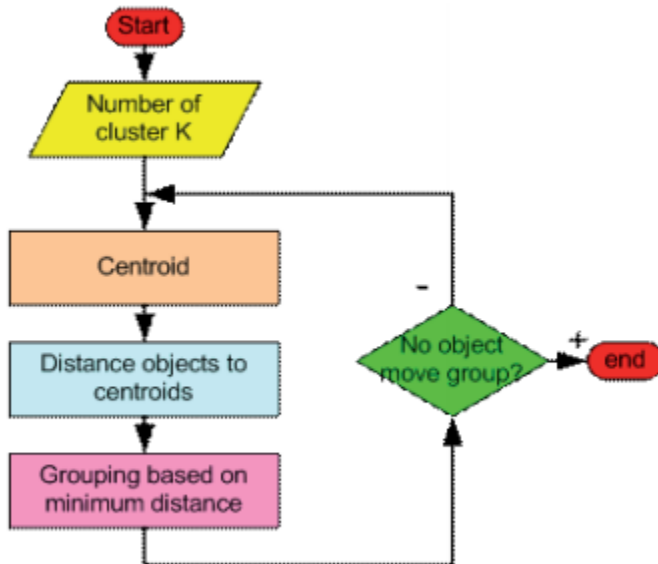 Start
Number of
cluster K
Centroid
Distance objects to
centroids
Grouping based on
minimum distance
-
No object
move group?
+
end